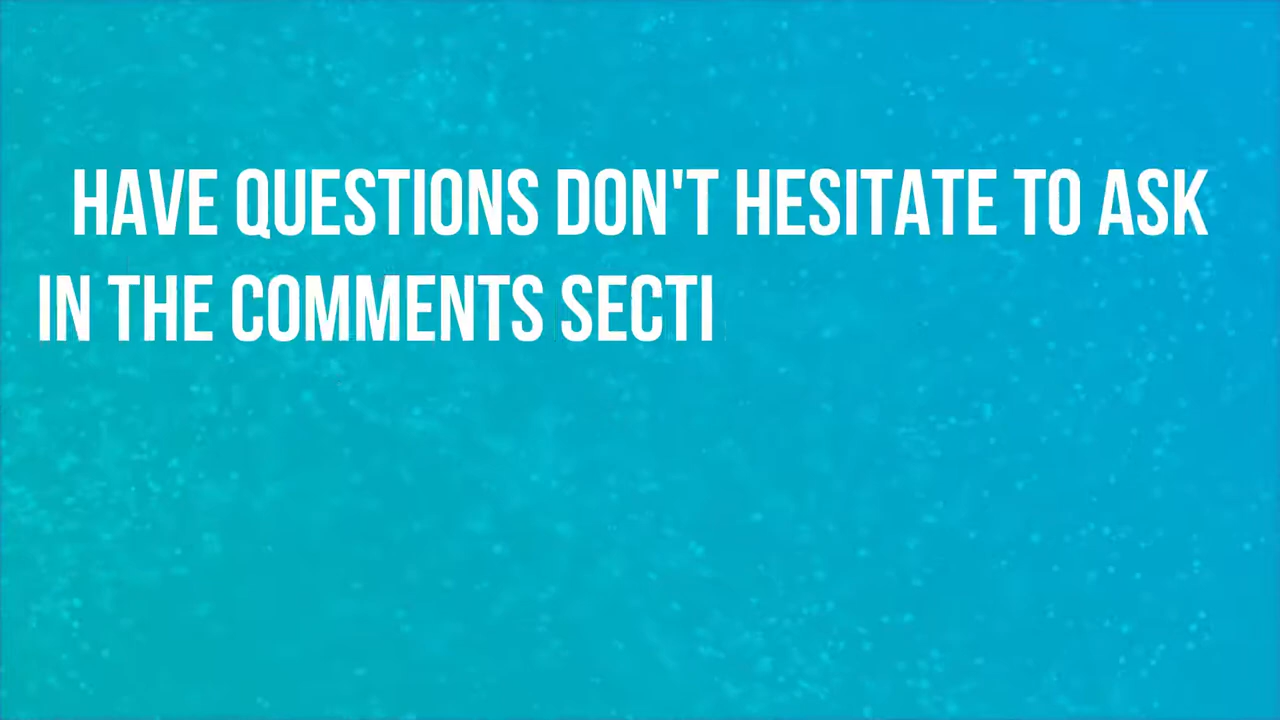 HAVE QUESTIONS DON'T HESITATE TO ASK
IN THE COMMENTS SECTI